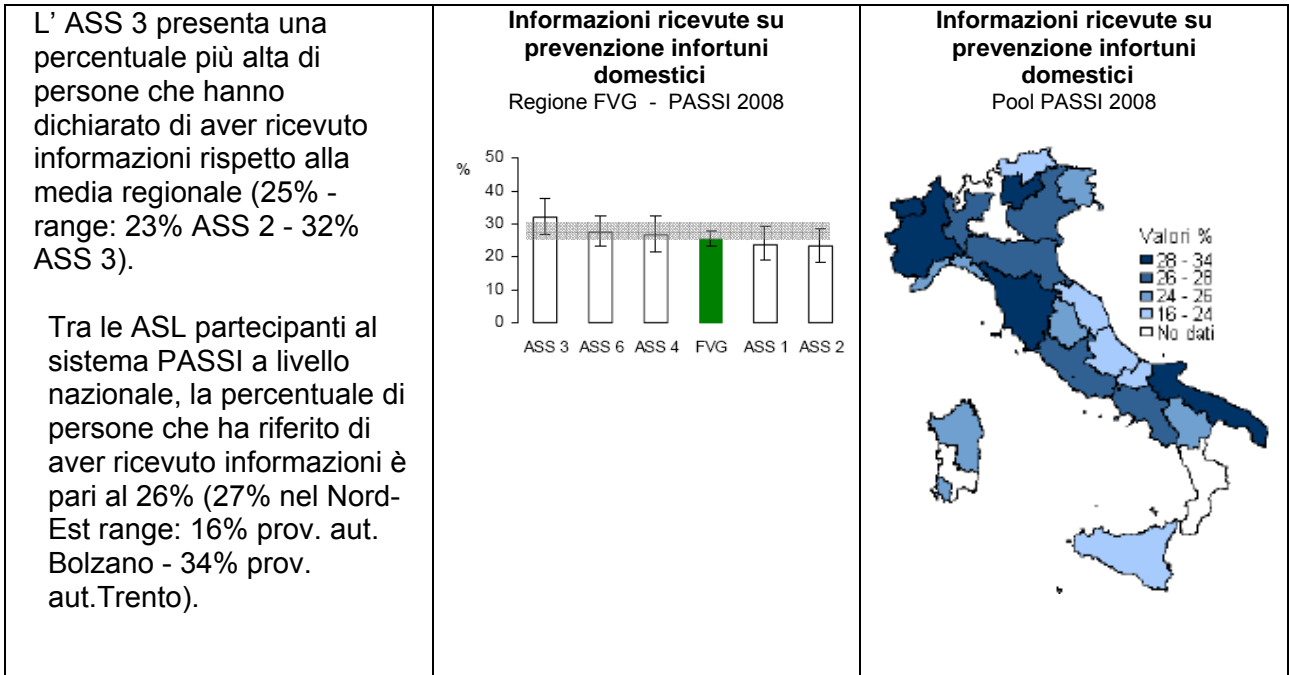 L' ASS 3 presenta una
percentuale più alta di
persone che hanno
dichiarato di aver ricevuto
informazioni rispetto alla
media regionale (25% -
range: 23% ASS 2 - 32%
ASS 3).
Tra le ASL partecipanti al
sistema PASSI a livello
nazionale, la percentuale di
persone che ha riferito di
aver ricevuto informazioni è
pari al 26% (27% nel Nord-
Est range: 16% prov. aut.
Bolzano - 34% prov.
aut.Trento).
Informazioni ricevute su
prevenzione infortuni
domestici
Regione FVG - PASSI 2008
%
50
40
30
20
10
0
ASS 3 ASS 6 ASS 4 FVG ASS 1 ASS 2
Informazioni ricevute su
prevenzione infortuni
domestici
Pool PASSI 2008
Valori %
28 - 34
26 - 28
24 - 26
16 - 24
No dati